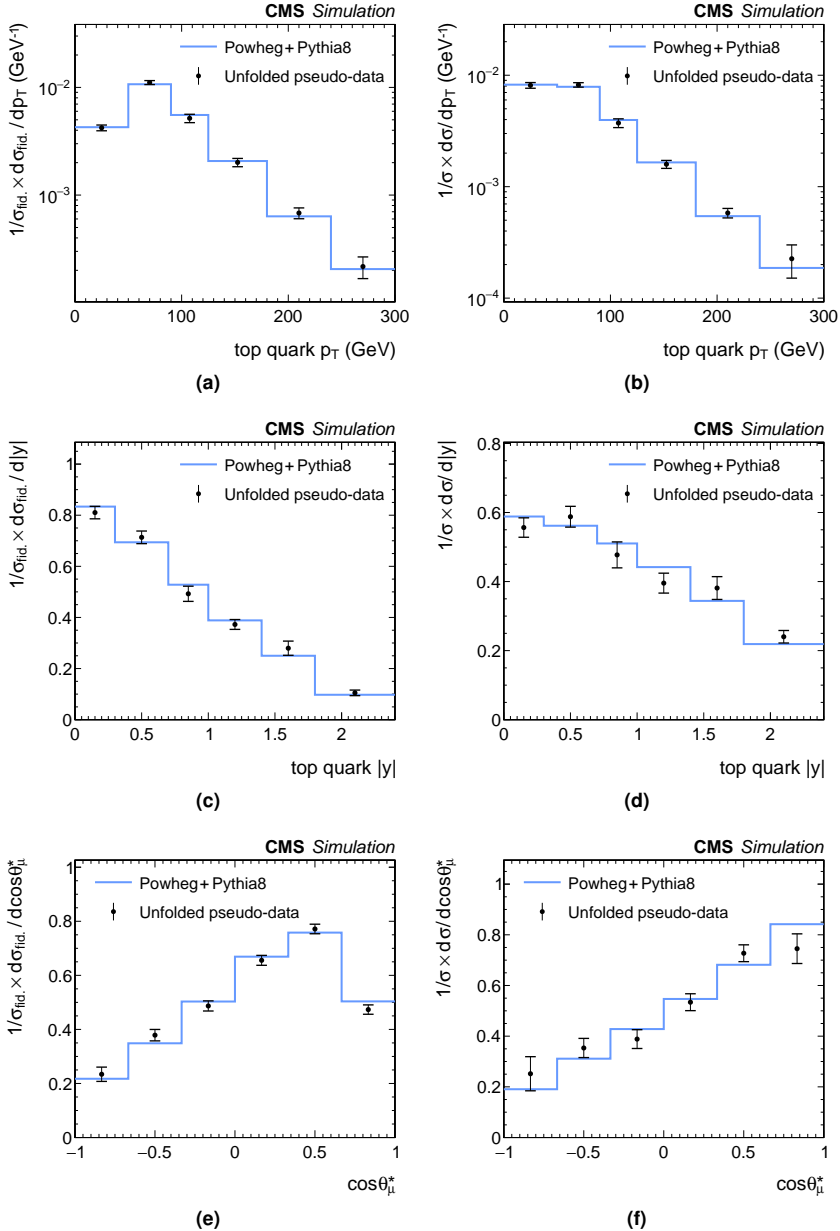 CMS Simulation
1/σfid. × dσfid. / dpT (GeV-1)
Powheg+Pythia8
Unfolded pseudo-data
10−2
10−3
0 100 200 300
top quark pT (GeV)
(a)
CMS Simulation
1/σ × dσ/ dpT (GeV-1)
Powheg+Pythia8
Unfolded pseudo-data
10−2
10−3
10−4
0 100 200 300
top quark pT (GeV)
(b)
CMS Simulation
1/σfid. × dσfid. / d|y|
Powheg+Pythia8
Unfolded pseudo-data
1
0.8
0.6
0.4
0.2
0
0 0.5 1 1.5 2
top quark |y|
(c)
CMS Simulation
1/σ × dσ/ d|y|
Powheg+Pythia8
Unfolded pseudo-data
0.8
0.6
0.4
0.2
0
0 0.5 1 1.5 2
top quark |y|
(d)
CMS Simulation
1/σfid. × dσfid. / dcosθ*μ
Powheg+Pythia8
Unfolded pseudo-data
1
0.8
0.6
0.4
0.2
0
−1 −0.5 0 0.5 1
cosθ*μ
(e)
CMS Simulation
1/σ × dσ/ dcosθ*μ
Powheg+Pythia8
Unfolded pseudo-data
1
0.8
0.6
0.4
0.2
0
−1 −0.5 0 0.5 1
cosθ*μ
(f)